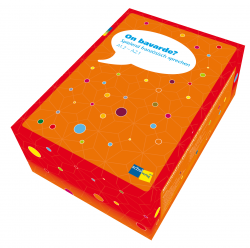 On bavarde?
Spielend französisch sprechen
A1.2 – A2.1